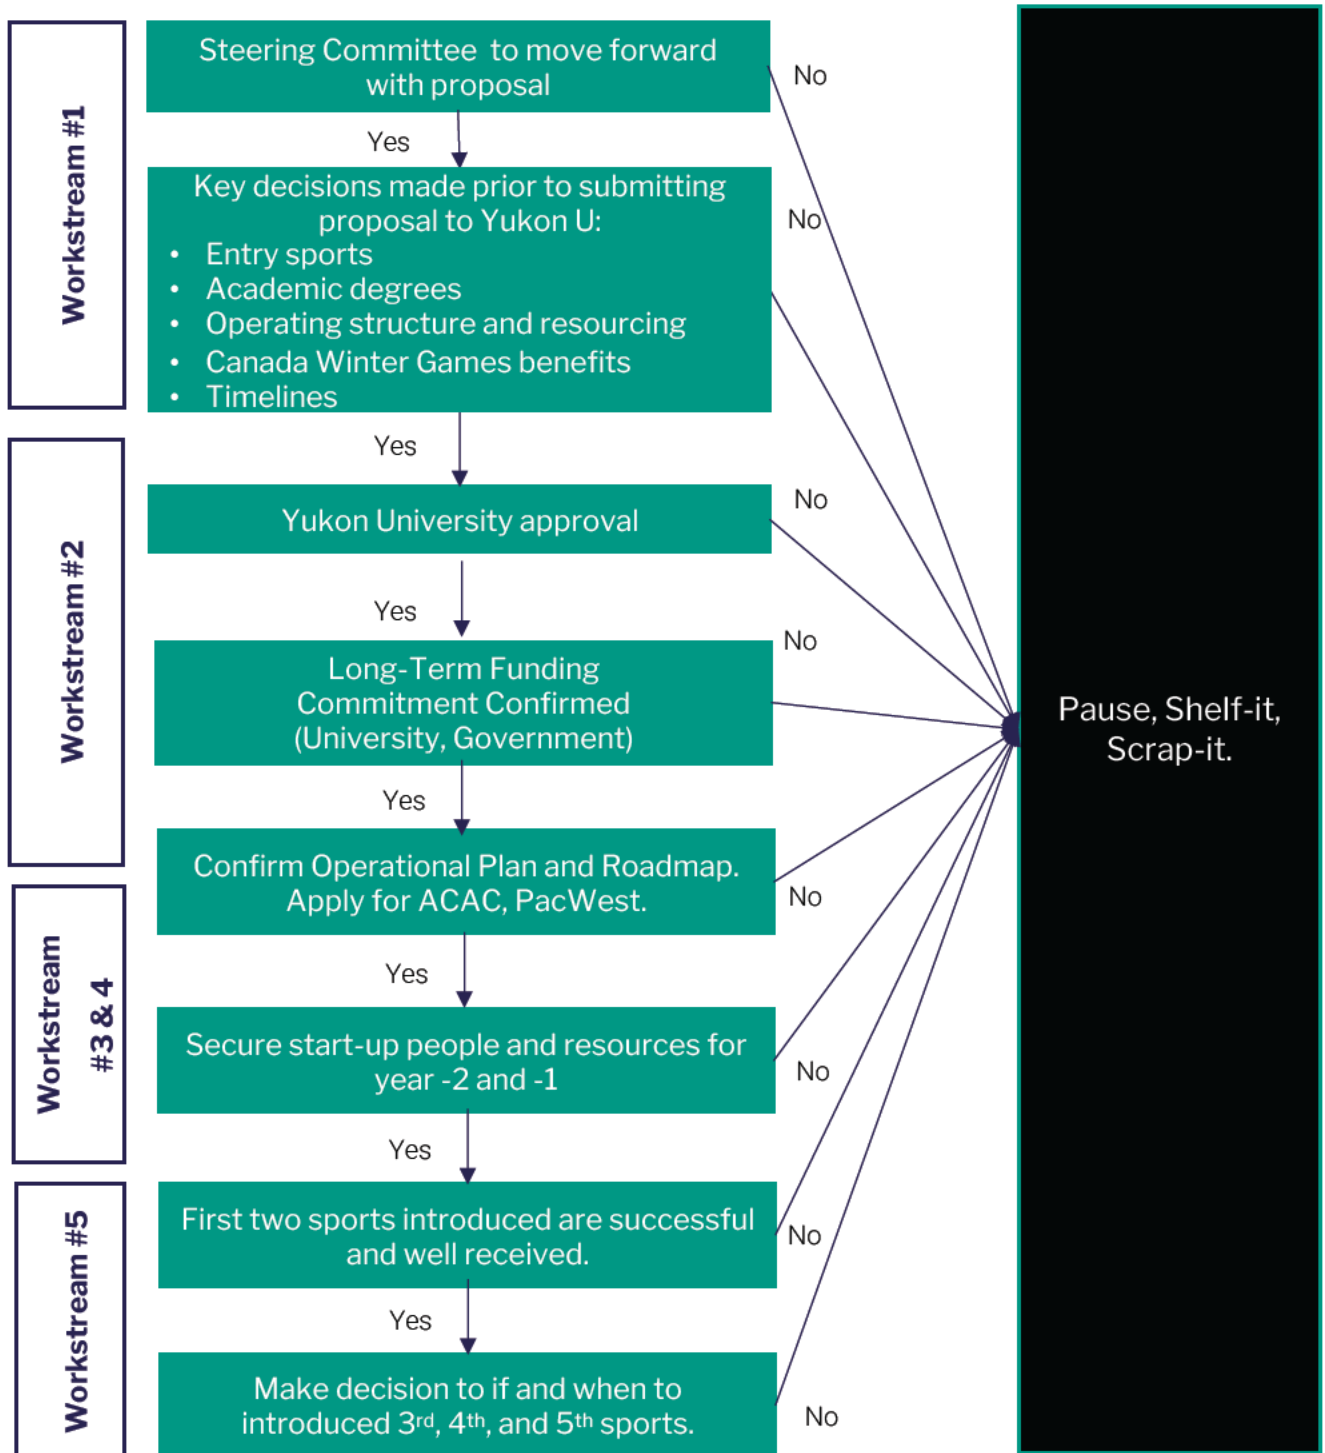 Workstream #1
Steering Committee to move forward
with proposal
No
Yes
Key decisions made prior to submitting
proposal to Yukon U:
• Entry sports
• Academic degrees
• Operating structure and resourcing
• Canada Winter Games benefits
• Timelines
No
Yes
Workstream #2
Yukon University approval
No
Yes
Long-Term Funding
Commitment Confirmed
(University, Government)
No
Yes
Confirm Operational Plan and Roadmap.
Apply for ACAC, PacWest.
No
Yes
Workstream
#3 & 4
Secure start-up people and resources for
year -2 and -1
No
Yes
Workstream #5
First two sports introduced are successful
and well received.
No
Yes
Make decision to if and when to
introduced 3rd, 4th, and 5th sports.
No
Pause, Shelf-it,
Scrap-it.